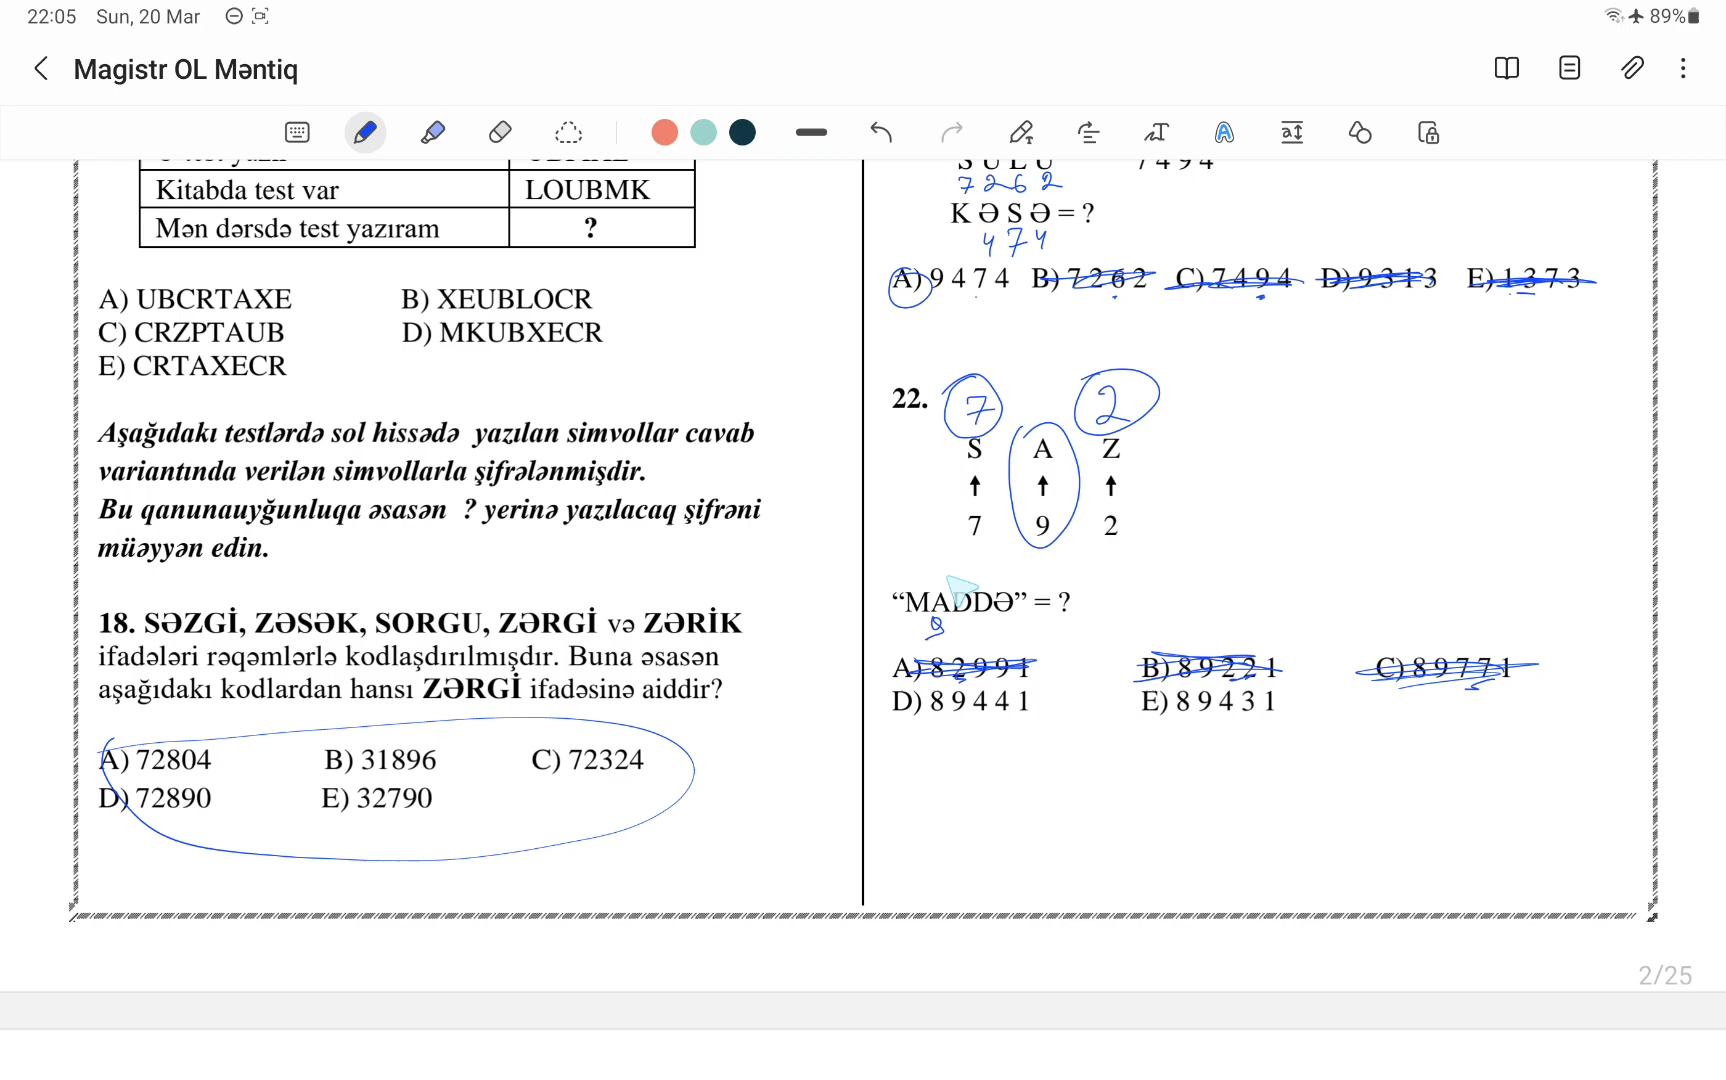 22:05 Sun, 20 Mar
89%
Magistr OL Məntiq
Kitabda test var LOUBMK
Mən dərsdə test yazıram ?
A) UBCRTAXE B) XEUBLOCR
C) CRZPTAUB D) MKUBXECR
E) CRTAXECR
Aşağıdakı testlərdə sol hissədə yazılan simvollar cavab
variantında verilən simvollarla şifrələnmişdir.
Bu qanunauyğunluqa əsasən ? yerinə yazılacaq şifrəni
müəyyən edin.
18. SƏZGİ, ZƏSƏK, SORGU, ZƏRGİ və ZƏRİK
ifadələri rəqəmlərlə kodlaşdırılmışdır. Buna əsasən
aşağıdakı kodlardan hansı ZƏRGİ ifadəsinə aiddir?
A) 72804 B) 31896 C) 72324
D) 72890 E) 32790
S U L U 7 4 9 4
7 2 6 2
K Ə S Ə = ?
4 7 4
A) 9 4 7 4 B) 7 2 6 2 C) 7 4 9 4 D) 9 3 1 3 E) 1 3 7 3
22. 7 2
S A Z
7 9 2
“MADDƏ” = ?
9
A) 8 2 9 9 1 B) 8 9 2 2 1 C) 8 9 7 7 1
D) 8 9 4 4 1 E) 8 9 4 3 1
2/25